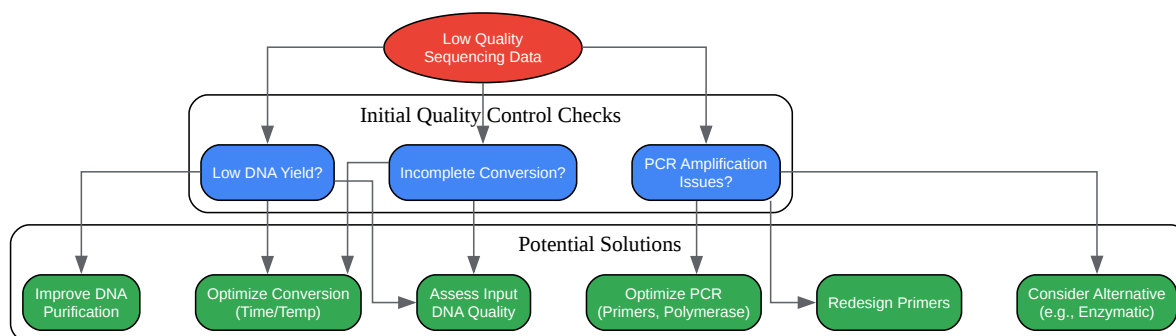 Low Quality
Sequencing Data
Initial Quality Control Checks
Low DNA Yield?
Incomplete Conversion?
PCR Amplification
Issues?
Potential Solutions
Improve DNA
Purification
Optimize Conversion
(Time/Temp)
Assess Input
DNA Quality
Optimize PCR
(Primers, Polymerase)
Redesign Primers
Consider Alternative
(e.g., Enzymatic)